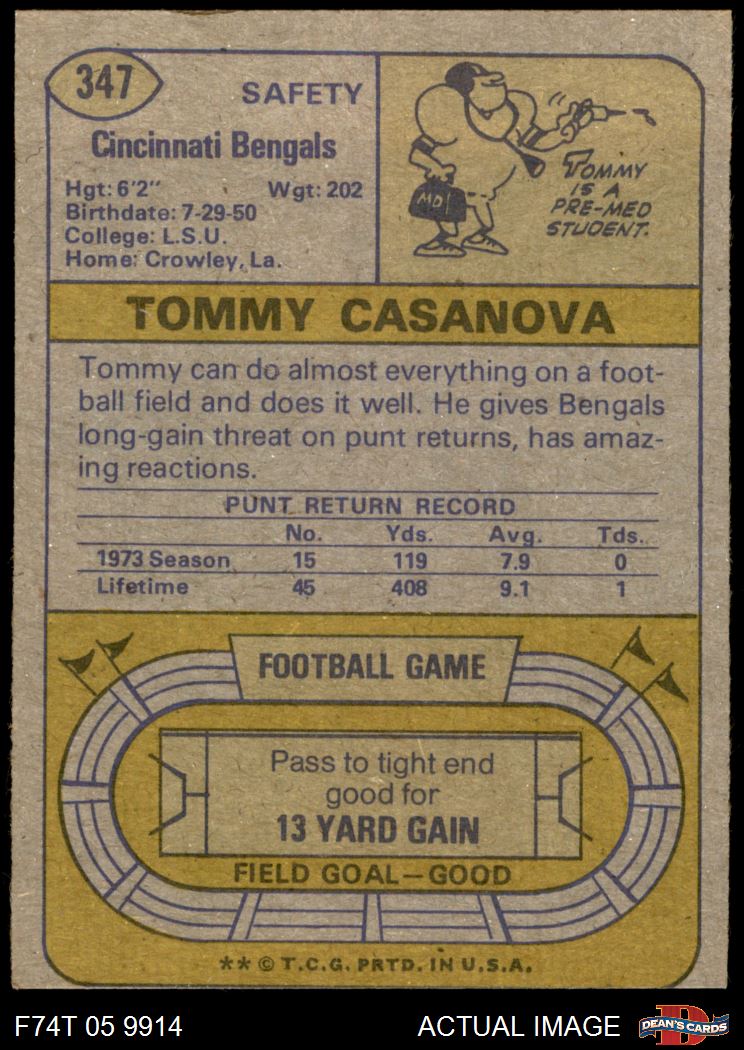 347
SAFETY
Cincinnati Bengals
Hgt: 6'2" Wgt: 202
Birthdate: 7-29-50
College: L.S.U.
Home: Crowley, La.
MD
TOMMY
IS A
PRE-MED
STUDENT.
TOMMY CASANOVA
Tommy can do almost everything on a foot-
ball field and does it well. He gives Bengals
long-gain threat on punt returns, has amaz-
ing reactions.
PUNT RETURN RECORD
No. Yds. Avg. Tds.
1973 Season 15 119 7.9 0
Lifetime 45 408 9.1 1
FOOTBALL GAME
Pass to tight end
good for
13 YARD GAIN
FIELD GOAL—GOOD
** © T.C.G. PRTD. IN U.S.A.
F74T 05 9914 ACTUAL IMAGE
D
DEAN'S CARDS